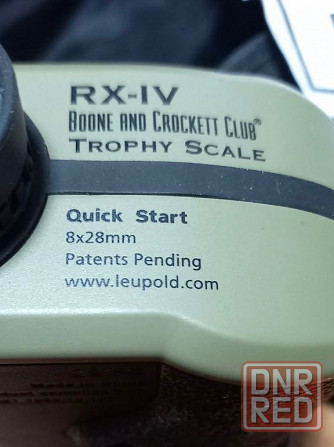 RX-IV
BOONE AND CROCKETT CLUB®
TROPHY SCALE
Quick Start
8x28mm
Patents Pending
www.leupold.com
DNR
RED